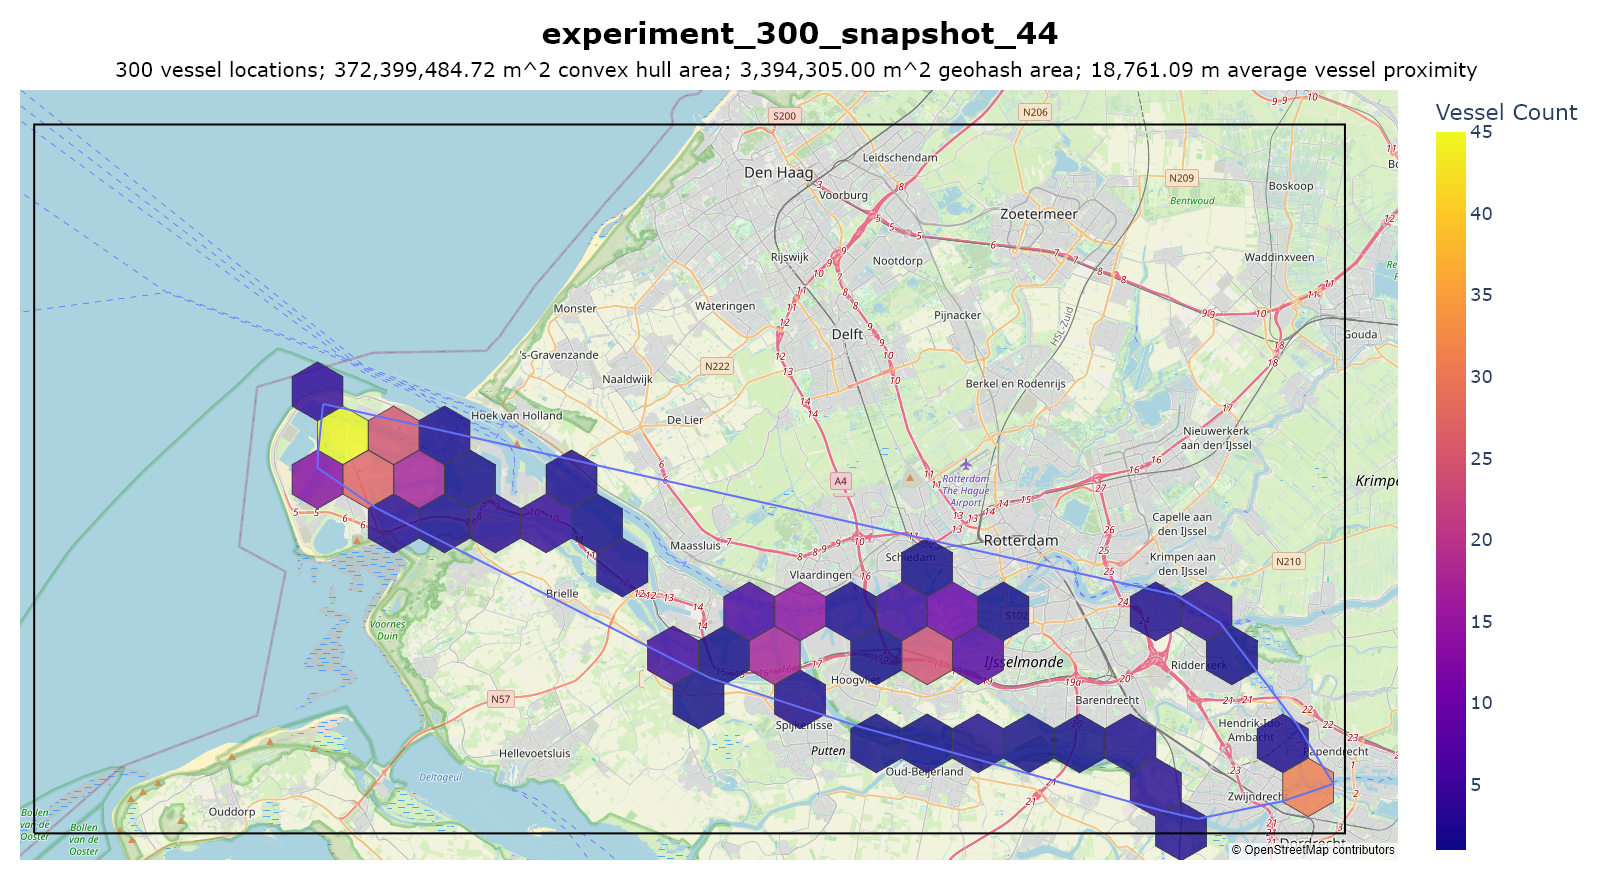 experiment_300_snapshot_44
300 vessel locations; 372,399,484.72 m^2 convex hull area; 3,394,305.00 m^2 geohash area; 18,761.09 m average vessel proximity
Vessel Count
45
40
35
30
25
20
15
10
5
S200
N206
Den Haag
Leidschendam
Voorburg
N209
Bentwoud
Boskoop
Zoetermeer
Rijswijk
Nootdorp
Waddinxveen
Monster
Wateringen
Pijnacker
HSL-Zuid
Delft
Gouda
's-Gravenzande
N222
Naaldwijk
Berkel en Rodenrijs
Hoek van Holland
De Lier
Nieuwerkerk
aan den IJssel
A4
Rotterdam
The Hague
Airport
Krimpe
Capelle aan
den IJssel
Maassluis
Rotterdam
Schiedam
Krimpen aan
den IJssel
N210
Vlaardingen
Brielle
S102
Voornes
Duin
IJsselmonde
Ridderkerk
Hoogvliet
N57
Barendrecht
Spijkenisse
Hendrik-Ido-
Ambacht
Hellevoetsluis
Putten
Papendrecht
Oud-Beijerland
Deltageul
Zwijndrecht
Ouddorp
Bollen
van de
Ooster
Bollen
van de
Ooster
Dordrecht
© OpenStreetMap contributors